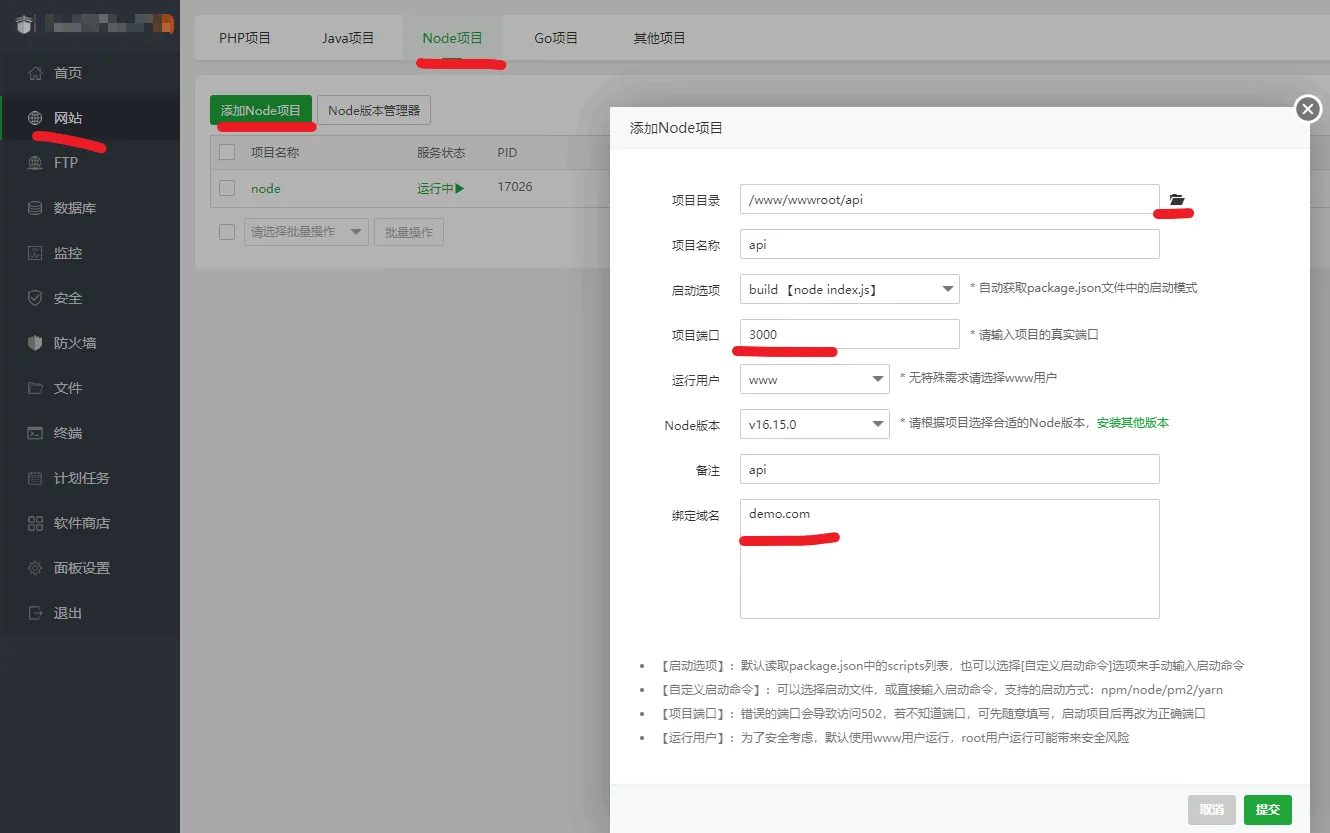 PHP项目 Java项目 Node项目 Go项目 其他项目
首页
网站
FTP
数据库
监控
安全
防火墙
文件
终端
计划任务
软件商店
面板设置
退出
添加Node项目 Node版本管理器
项目名称 服务状态 PID
node 运行中 17026
请选择批量操作 批量操作
添加Node项目
项目目录 /www/wwwroot/api
项目名称 api
启动选项 build 【node index.js】 * 自动获取package.json文件中的启动模式
项目端口 3000 * 请输入项目的真实端口
运行用户 www * 无特殊需求请选择www用户
Node版本 v16.15.0 * 请根据项目选择合适的Node版本，安装其他版本
备注 api
绑定域名 demo.com
• 【启动选项】：默认读取package.json中的scripts列表，也可以选择[自定义启动命令]选项来手动输入启动命令
• 【自定义启动命令】：可以选择启动文件，或直接输入启动命令，支持的启动方式：npm/node/pm2/yarn
• 【项目端口】：错误的端口会导致访问502，若不知道端口，可先随意填写，启动项目后再改为正确端口
• 【运行用户】：为了安全考虑，默认使用www用户运行，root用户运行可能带来安全风险
取消 提交